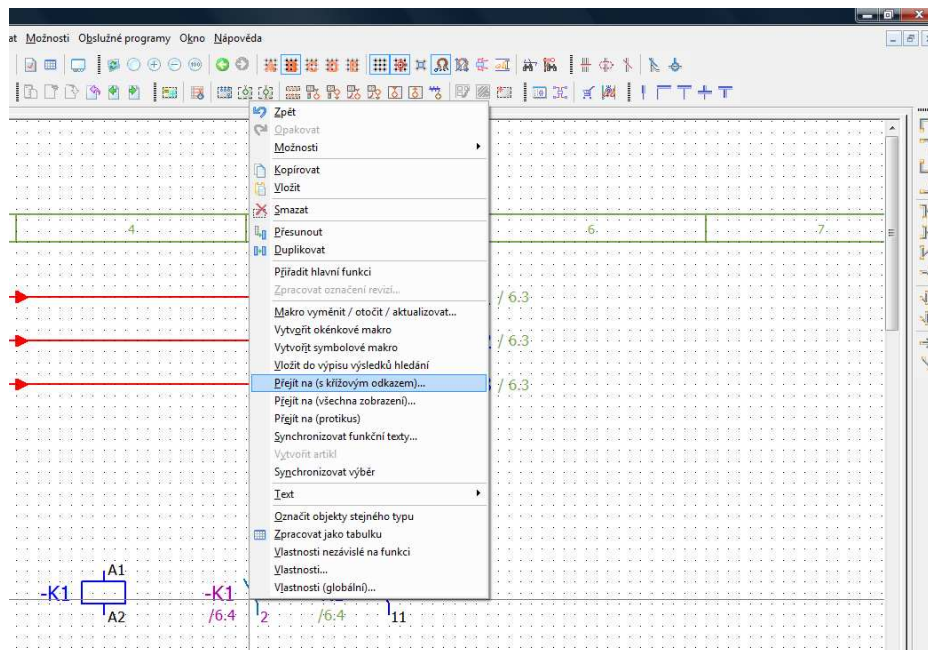 at Možnosti Obslužné programy Okno Nápověda
100
Zpět
Opakovat
Možnosti
Kopírovat
Vložit
Smazat
.4.
.6.
.7.
Přesunout
Duplikovat
Přiřadit hlavní funkci
Zpracovat označení revizí...
/ 6.3
Makro vyměnit / otočit / aktualizovat...
Vytvořit okénkové makro
/ 6.3
Vytvořit symbolové makro
Vložit do výpisu výsledků hledání
Přejít na (s křížovým odkazem)...
/ 6.3
Přejít na (všechna zobrazení)...
Přejít na (protikus)
Synchronizovat funkční texty...
Vytvořit artikl
Synchronizovat výběr
Text
Označit objekty stejného typu
Zpracovat jako tabulku
Vlastnosti nezávislé na funkci
Vlastnosti...
Vlastnosti (globální)...
A1
-K1
-K1
A2
/6.4
2
/6.4
11